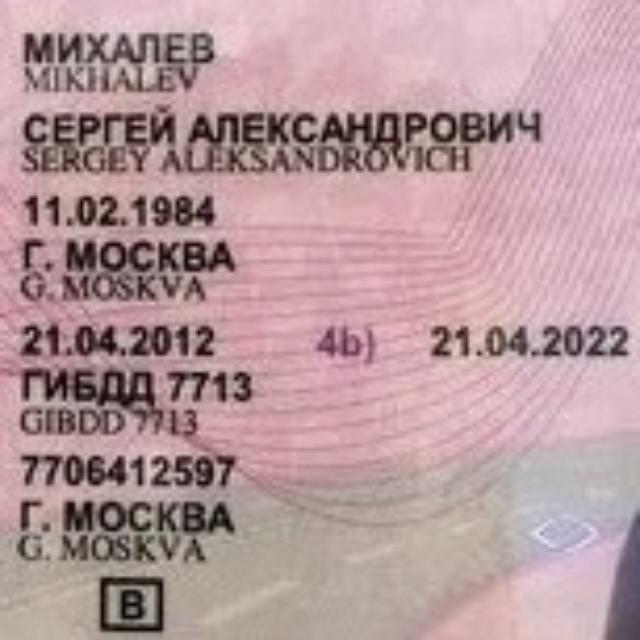 МИХАЛЕВ
MIKHALEV
СЕРГЕЙ АЛЕКСАНДРОВИЧ
SERGEY ALEKSANDROVICH
11.02.1984
Г. МОСКВА
G. MOSKVA
21.04.2012 4b) 21.04.2022
ГИБДД 7713
GIBDD 7713
7706412597
Г. МОСКВА
G. MOSKVA
B